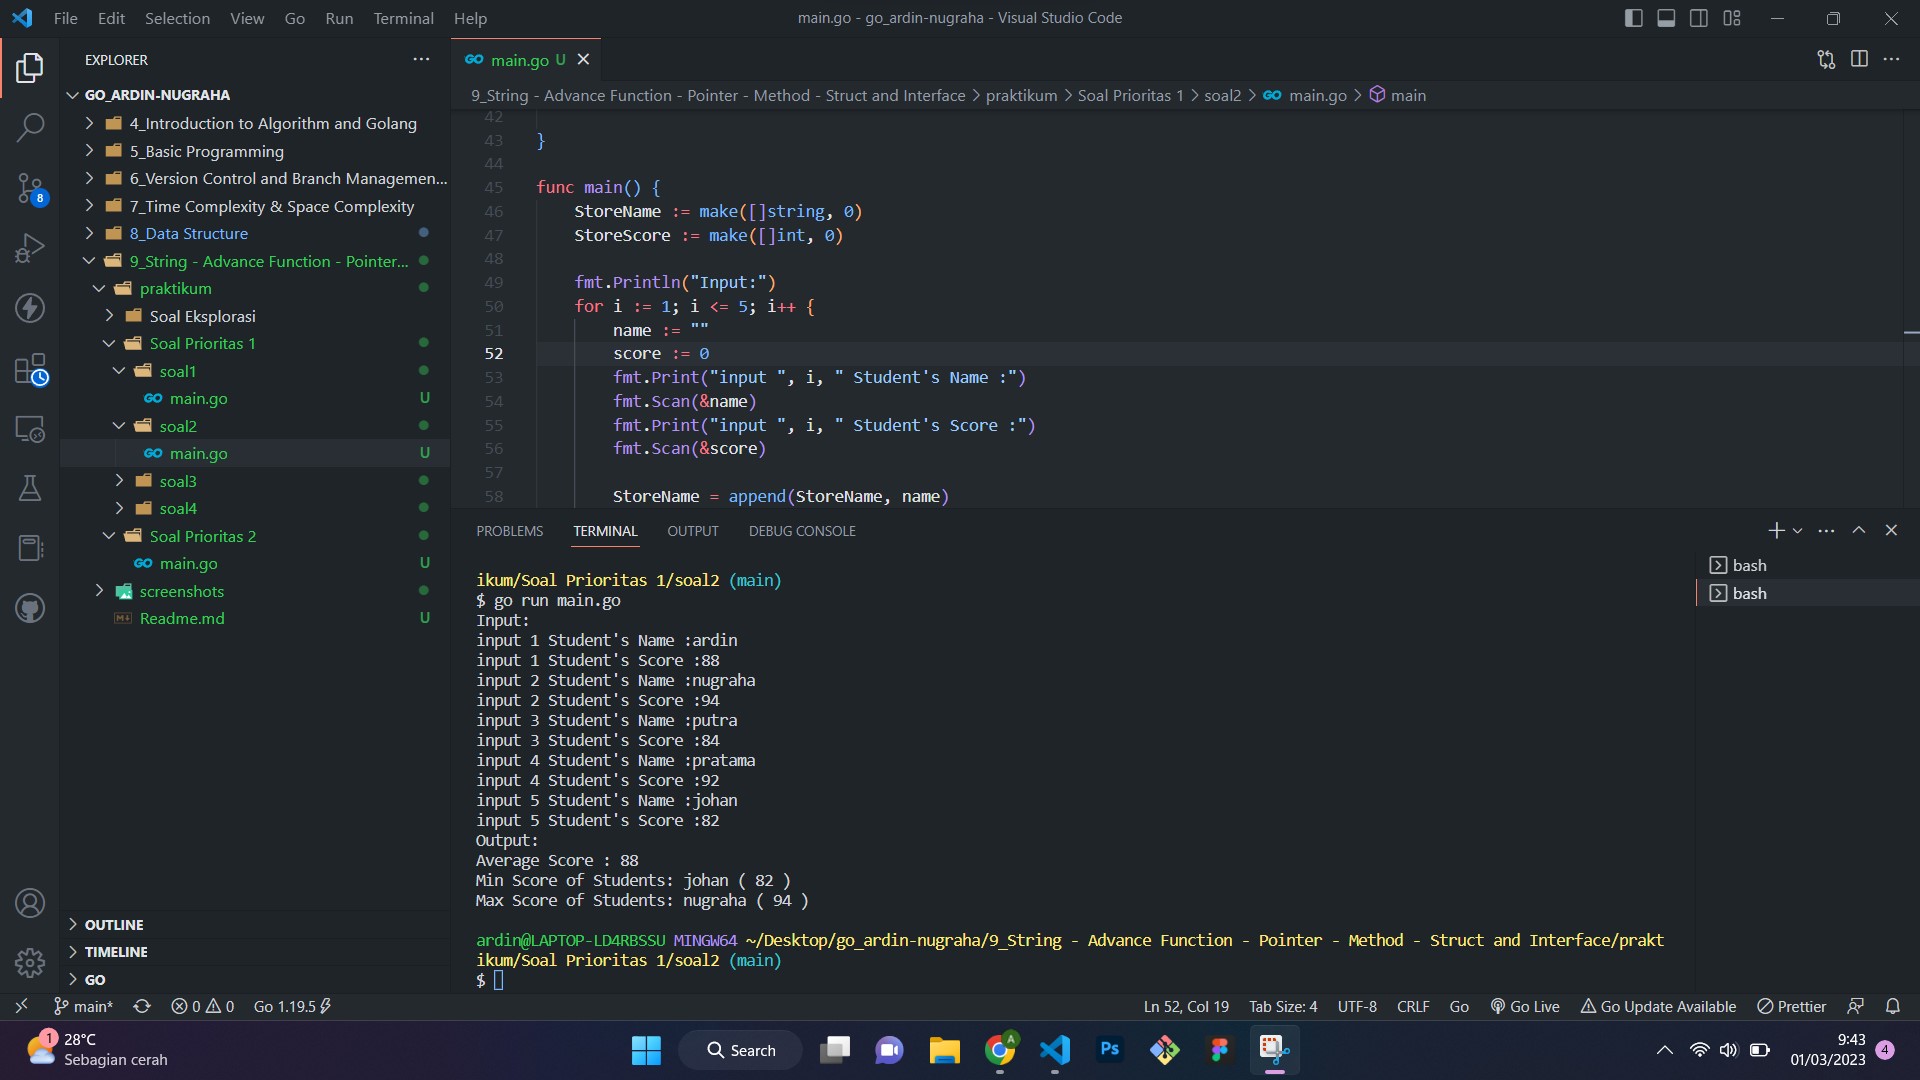 File Edit Selection View Go Run Terminal Help
main.go - go_ardin-nugraha - Visual Studio Code
EXPLORER
GO_ARDIN-NUGRAHA
4_Introduction to Algorithm and Golang
5_Basic Programming
6_Version Control and Branch Managemen...
7_Time Complexity & Space Complexity
8_Data Structure
9_String - Advance Function - Pointer...
praktikum
Soal Eksplorasi
Soal Prioritas 1
soal1
GO main.go U
soal2
GO main.go U
soal3
soal4
Soal Prioritas 2
GO main.go U
screenshots
Readme.md U
OUTLINE
TIMELINE
GO
8
GO main.go U
9_String - Advance Function - Pointer - Method - Struct and Interface > praktikum > Soal Prioritas 1 > soal2 > GO main.go > main
42
43 }
44
45 func main() {
46 StoreName := make([]string, 0)
47 StoreScore := make([]int, 0)
48
49 fmt.Println("Input:")
50 for i := 1; i <= 5; i++ {
51 name := ""
52 score := 0
53 fmt.Print("input ", i, " Student's Name :")
54 fmt.Scan(&name)
55 fmt.Print("input ", i, " Student's Score :")
56 fmt.Scan(&score)
57
58 StoreName = append(StoreName, name)
PROBLEMS TERMINAL OUTPUT DEBUG CONSOLE
bash
bash
ikum/Soal Prioritas 1/soal2 (main)
$ go run main.go
Input:
input 1 Student's Name :ardin
input 1 Student's Score :88
input 2 Student's Name :nugraha
input 2 Student's Score :94
input 3 Student's Name :putra
input 3 Student's Score :84
input 4 Student's Name :pratama
input 4 Student's Score :92
input 5 Student's Name :johan
input 5 Student's Score :82
Output:
Average Score : 88
Min Score of Students: johan ( 82 )
Max Score of Students: nugraha ( 94 )
ardin@LAPTOP-LD4RBSSU MINGW64 ~/Desktop/go_ardin-nugraha/9_String - Advance Function - Pointer - Method - Struct and Interface/prakt
ikum/Soal Prioritas 1/soal2 (main)
$
main* 0 0 Go 1.19.5 Ln 52, Col 19 Tab Size: 4 UTF-8 CRLF Go Go Live Go Update Available Prettier
1 28°C
Sebagian cerah
Search
A
Ps
9:43
01/03/2023
4